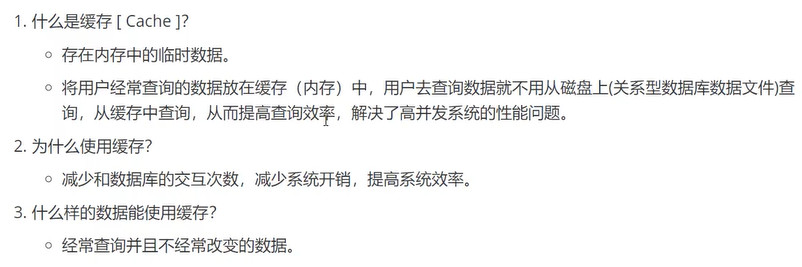 1. 什么是缓存 [ Cache ]?
存在内存中的临时数据。
将用户经常查询的数据放在缓存（内存）中，用户去查询数据就不用从磁盘上(关系型数据库数据文件)查
询，从缓存中查询，从而提高查询效率，解决了高并发系统的性能问题。
2. 为什么使用缓存?
减少和数据库的交互次数，减少系统开销，提高系统效率。
3. 什么样的数据能使用缓存?
经常查询并且不经常改变的数据。